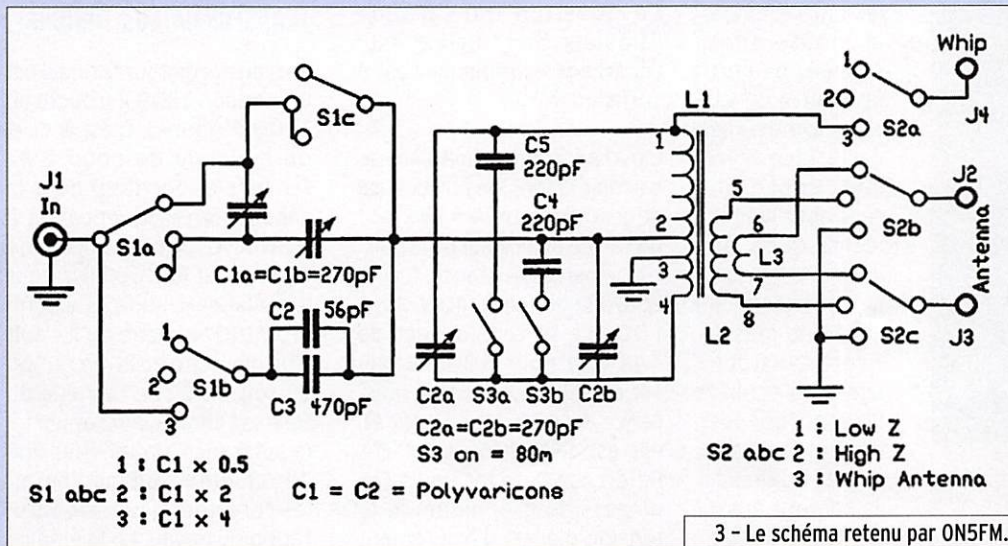 J1
In
S1a
S1c
C1a=C1b=270pF
1
2
3
S1b
C2
56pF
C3
470pF
1 : C1 x 0.5
S1 abc 2 : C1 x 2
3 : C1 x 4
C5
220pF
C4
220pF
C2a
S3a
S3b
C2b
C2a=C2b=270pF
S3 on = 80m
C1 = C2 = Polyvaricons
L1
1
2
3
4
5
6
7
8
L3
L2
1
2
3
S2a
Whip
J4
S2b
J2
Antenna
S2c
J3
1 : Low Z
S2 abc 2 : High Z
3 : Whip Antenna
3 - Le schéma retenu par ON5FM.